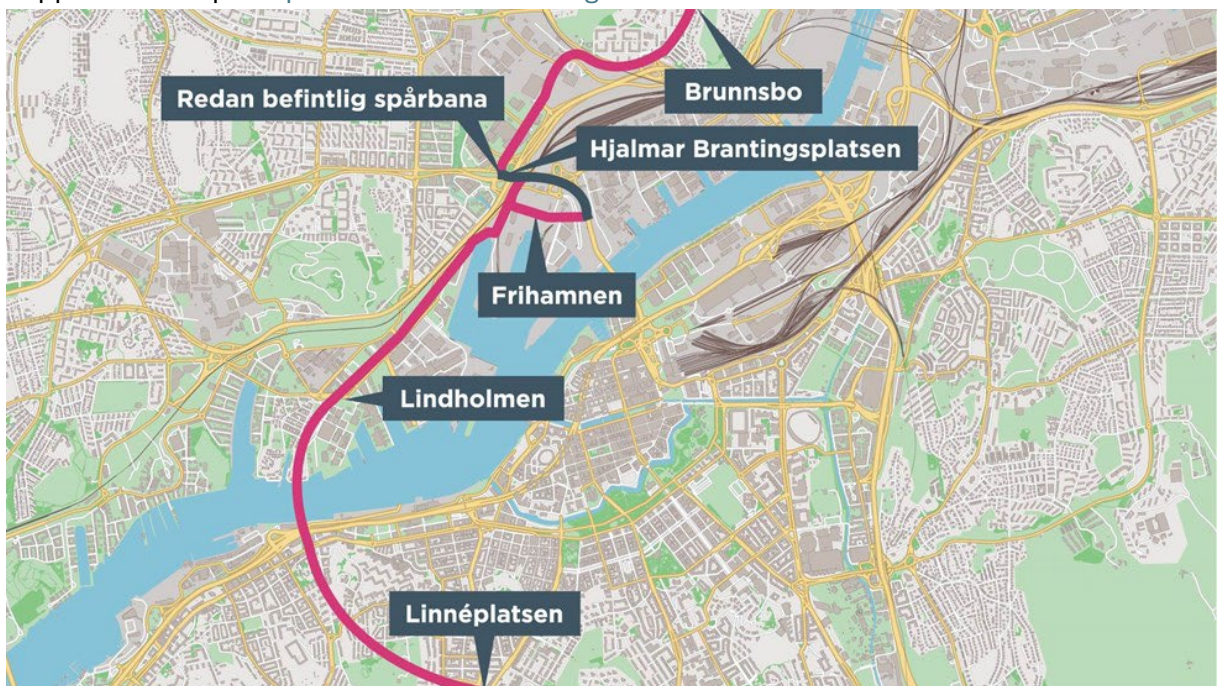 Brunnsbo
Redan befintlig spårbana
Hjalmar Brantingsplatsen
Frihamnen
Lindholmen
Linnéplatsen